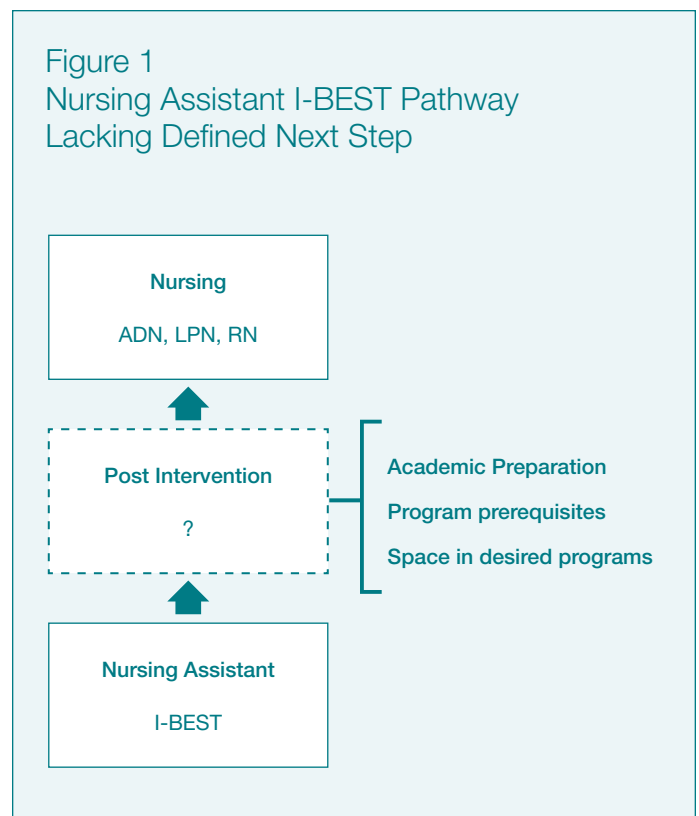 Figure 1
Nursing Assistant I-BEST Pathway
Lacking Defined Next Step
Nursing
ADN, LPN, RN
Post Intervention
?
Academic Preparation
Program prerequisites
Space in desired programs
Nursing Assistant
I-BEST